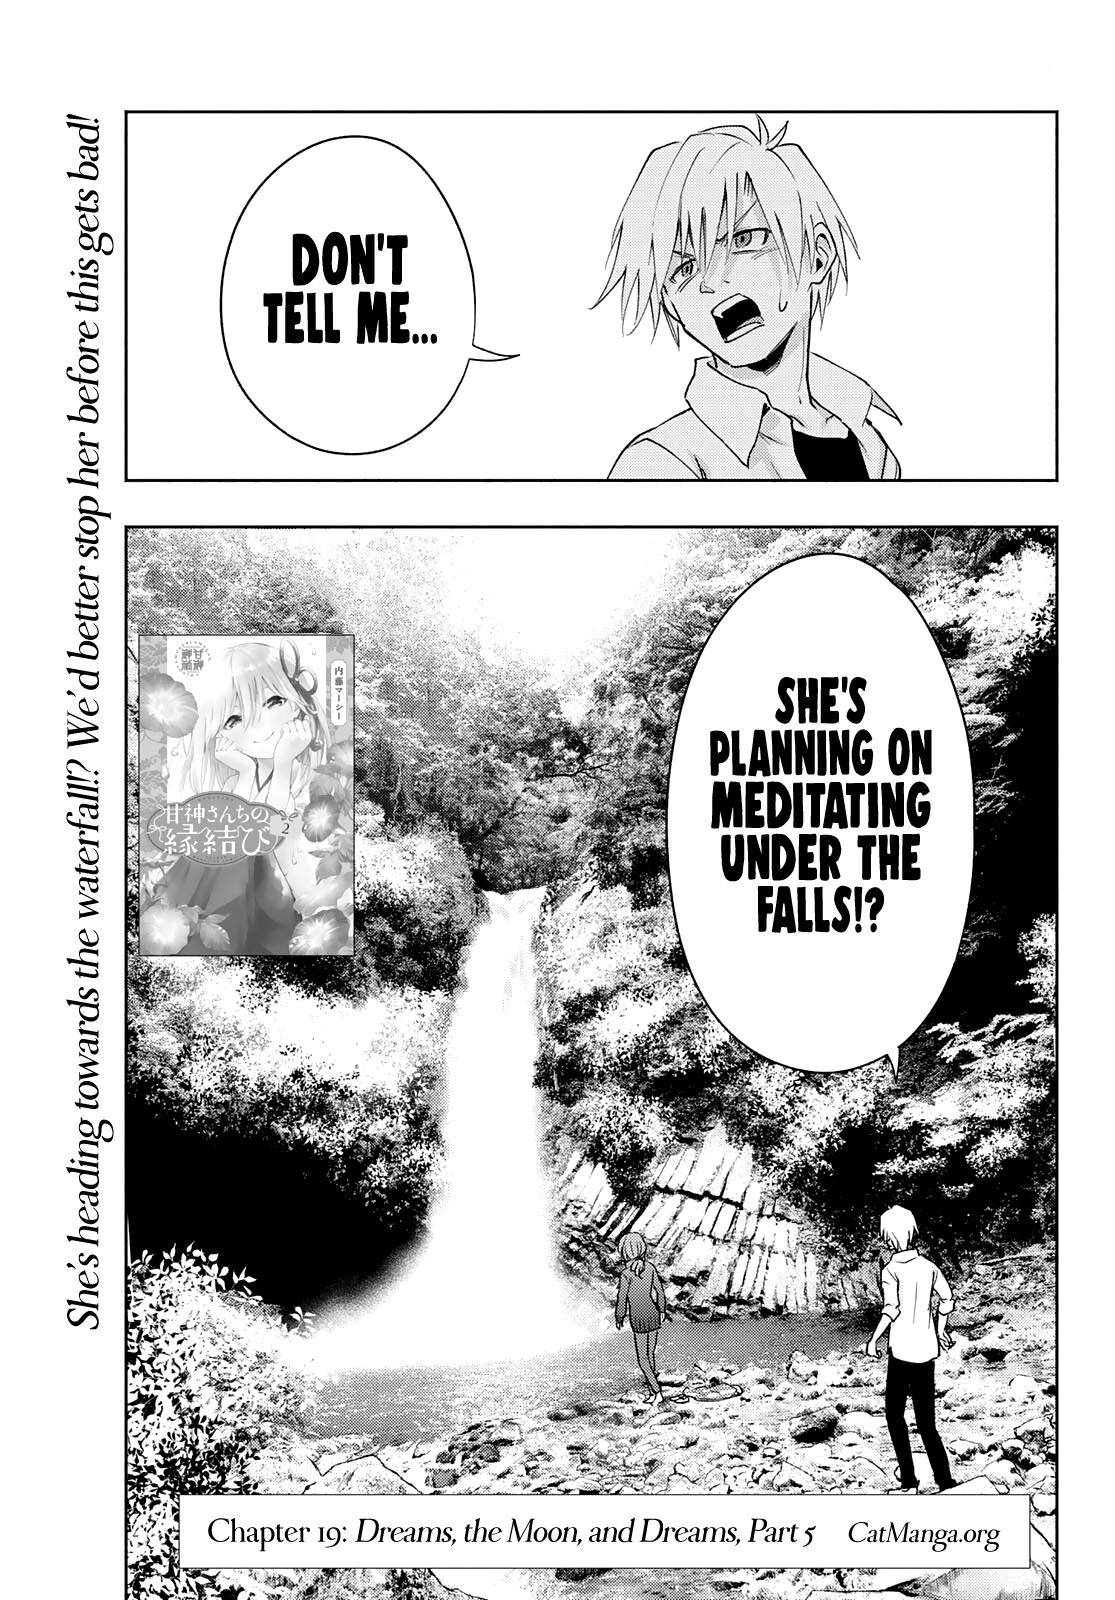 She's heading towards the waterfall!? We'd better stop her before this gets bad!
DON'T
TELL ME...
SHE'S
PLANNING ON
MEDITATING
UNDER THE
FALLS!?
内藤マーシー
甘神さんちの
縁結び
2
Chapter 19: Dreams, the Moon, and Dreams, Part 5 CatManga.org